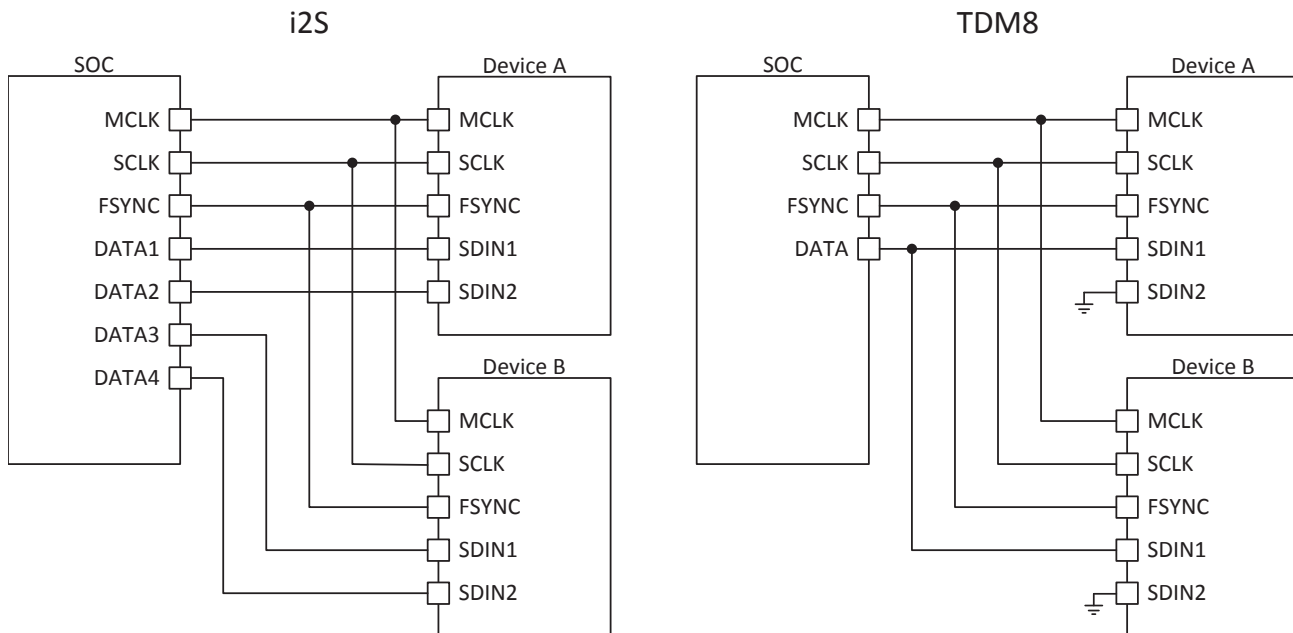 i2S
SOC
MCLK
SCLK
FSYNC
DATA1
DATA2
DATA3
DATA4
Device A
MCLK
SCLK
FSYNC
SDIN1
SDIN2
Device B
MCLK
SCLK
FSYNC
SDIN1
SDIN2
TDM8
SOC
MCLK
SCLK
FSYNC
DATA
Device A
MCLK
SCLK
FSYNC
SDIN1
SDIN2
Device B
MCLK
SCLK
FSYNC
SDIN1
SDIN2